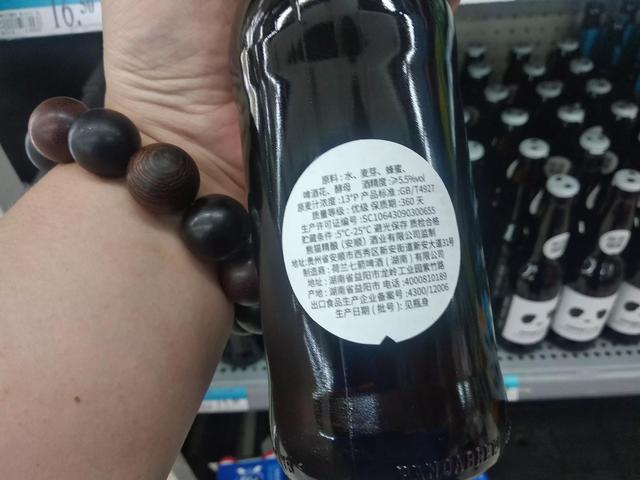 16.50
原料:水、麦芽、蜂蜜、
啤酒花、酵母 酒精度:≥5.5%vol
原麦汁浓度:13°P 产品标准:GB/T4927
质量等级:优级 保质期:360 天
生产许可证编号:SC10643090300655
贮藏条件:5℃-25℃ 避光保存 质检合格
熊猫精酿(安顺)酒业有限公司监制
地址:贵州省安顺市西秀区新安街道新安大道31号
制造商:荷兰七箭啤酒(湖南)有限公司
地址:湖南省益阳市龙岭工业园紫竹路
产地:湖南省益阳市 电话:4000810189
出口食品生产企业备案号:4300/12006
生产日期(批号):见瓶身